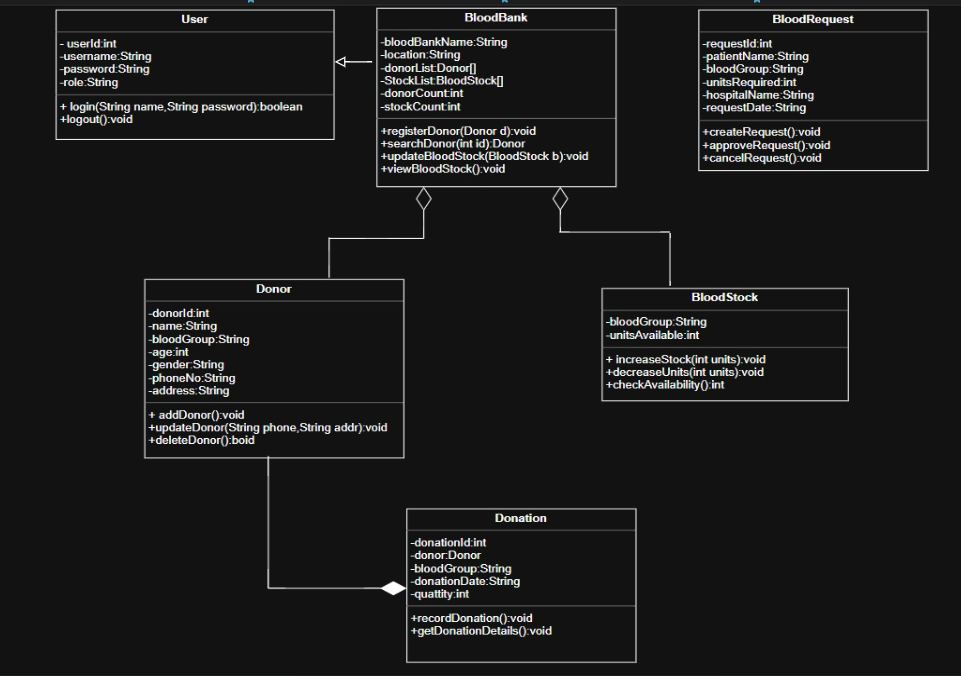 User
- userId:int
-username:String
-password:String
-role:String
+ login(String name,String password):boolean
+logout():void
BloodBank
-bloodBankName:String
-location:String
-donorList:Donor[]
-StockList:BloodStock[]
-donorCount:int
-stockCount:int
+registerDonor(Donor d):void
+searchDonor(int id):Donor
+updateBloodStock(BloodStock b):void
+viewBloodStock():void
BloodRequest
-requestId:int
-patientName:String
-bloodGroup:String
-unitsRequired:int
-hospitalName:String
-requestDate:String
+createRequest():void
+approveRequest():void
+cancelRequest():void
Donor
-donorId:int
-name:String
-bloodGroup:String
-age:int
-gender:String
-phoneNo:String
-address:String
+ addDonor():void
+updateDonor(String phone,String addr):void
+deleteDonor():boid
BloodStock
-bloodGroup:String
-unitsAvailable:int
+ increaseStock(int units):void
+decreaseUnits(int units):void
+checkAvailability():int
Donation
-donationId:int
-donor:Donor
-bloodGroup:String
-donationDate:String
-quattity:int
+recordDonation():void
+getDonationDetails():void